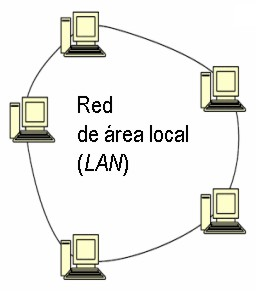 Red
de área local
(LAN)